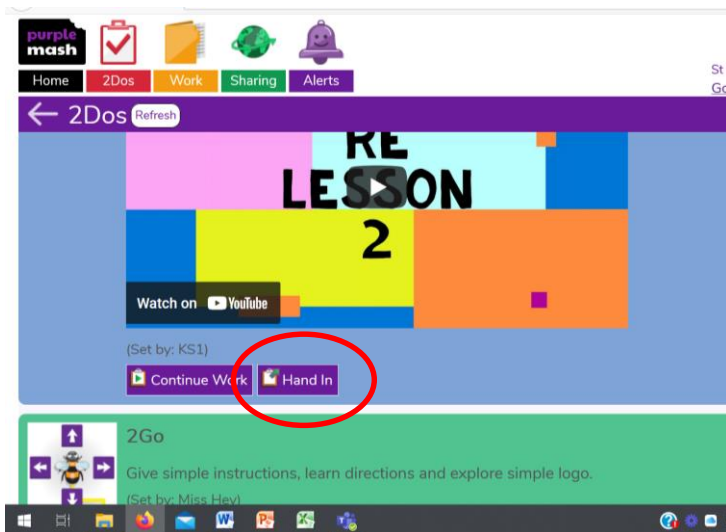 purple
mash
Home 2Dos Work Sharing Alerts
St
Go
2Dos Refresh
RE
LESSON
2
Watch on YouTube
(Set by: KS1)
Continue Work Hand In
2Go
Give simple instructions, learn directions and explore simple logo.
(Set by: Miss Hey)